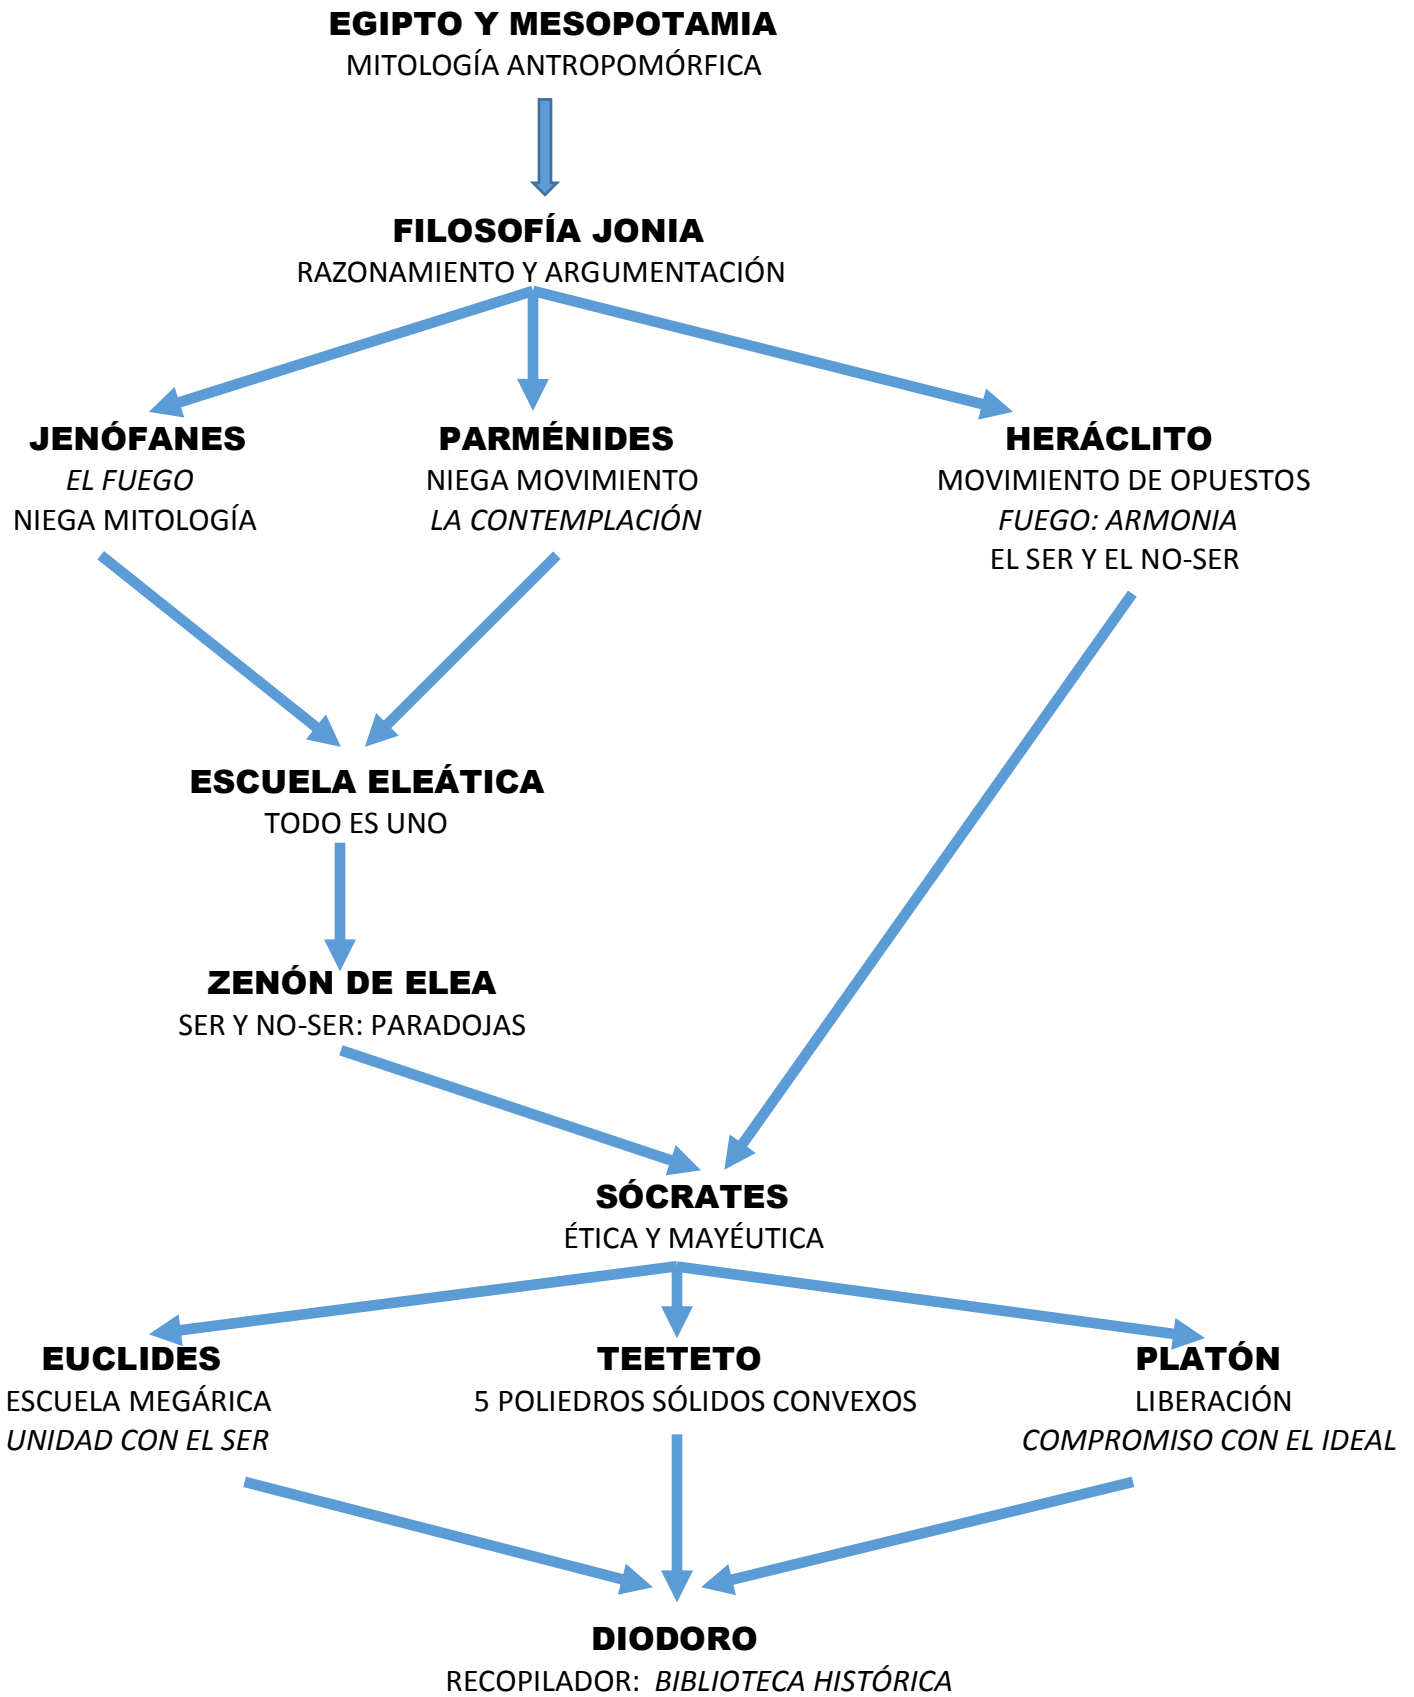 EGIPTO Y MESOPOTAMIA
MITOLOGÍA ANTROPOMÓRFICA
FILOSOFÍA JONIA
RAZONAMIENTO Y ARGUMENTACIÓN
JENÓFANES
EL FUEGO
NIEGA MITOLOGÍA
PARMÉNIDES
NIEGA MOVIMIENTO
LA CONTEMPLACIÓN
HERÁCLITO
MOVIMIENTO DE OPUESTOS
FUEGO: ARMONIA
EL SER Y EL NO-SER
ESCUELA ELEÁTICA
TODO ES UNO
ZENÓN DE ELEA
SER Y NO-SER: PARADOJAS
SÓCRATES
ÉTICA Y MAYÉUTICA
EUCLIDES
ESCUELA MEGÁRICA
UNIDAD CON EL SER
TEETETO
5 POLIEDROS SÓLIDOS CONVEXOS
PLATÓN
LIBERACIÓN
COMPROMISO CON EL IDEAL
DIODORO
RECOPILADOR: BIBLIOTECA HISTÓRICA